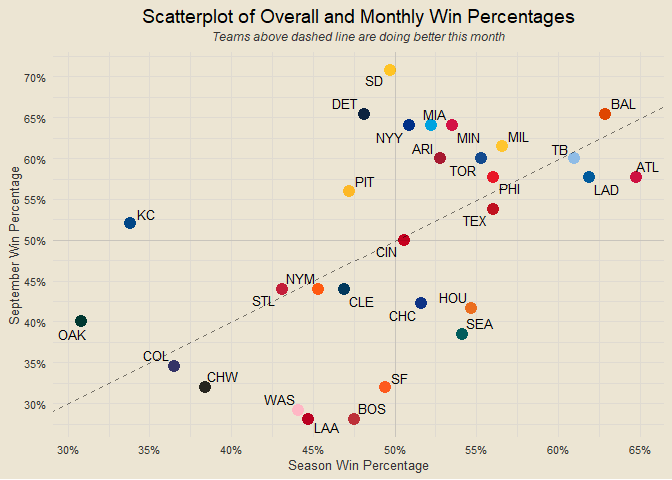 Scatterplot of Overall and Monthly Win Percentages
Teams above dashed line are doing better this month
September Win Percentage
70%
65%
60%
55%
50%
45%
40%
35%
30%
SD
DET
BAL
MIA
NYY
MIN
MIL
ARI
TB
TOR
ATL
PIT
PHI
LAD
KC
TEX
CIN
NYM
STL
CLE
HOU
CHC
SEA
OAK
COL
CHW
SF
WAS
BOS
LAA
30%
35%
40%
45%
50%
55%
60%
65%
Season Win Percentage